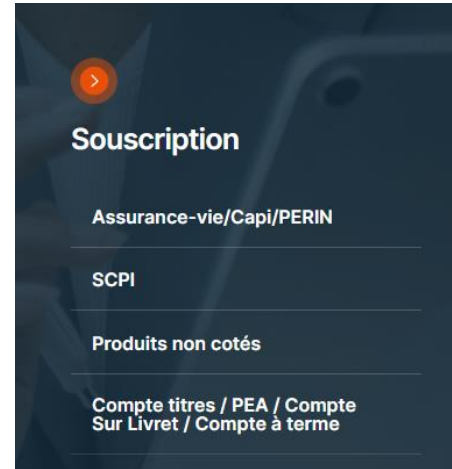 Souscription
Assurance-vie/Capi/PERIN
SCPI
Produits non cotés
Compte titres / PEA / Compte
Sur Livret / Compte à terme